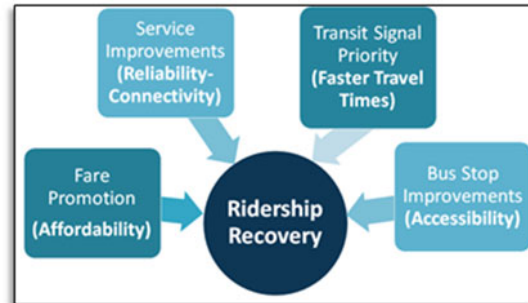 Service
Improvements
(Reliability-
Connectivity)
Transit Signal
Priority
(Faster Travel
Times)
Fare
Promotion
(Affordability)
Ridership
Recovery
Bus Stop
Improvements
(Accessibility)